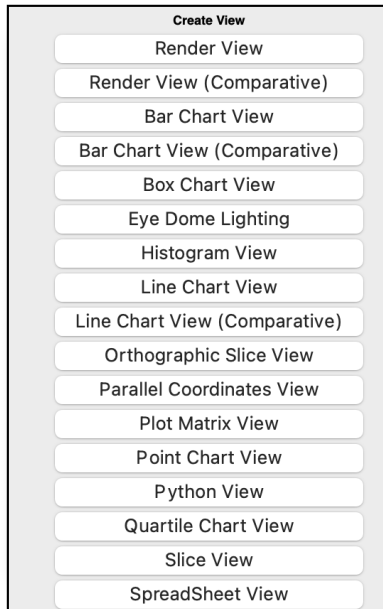 Create View
Render View
Render View (Comparative)
Bar Chart View
Bar Chart View (Comparative)
Box Chart View
Eye Dome Lighting
Histogram View
Line Chart View
Line Chart View (Comparative)
Orthographic Slice View
Parallel Coordinates View
Plot Matrix View
Point Chart View
Python View
Quartile Chart View
Slice View
SpreadSheet View